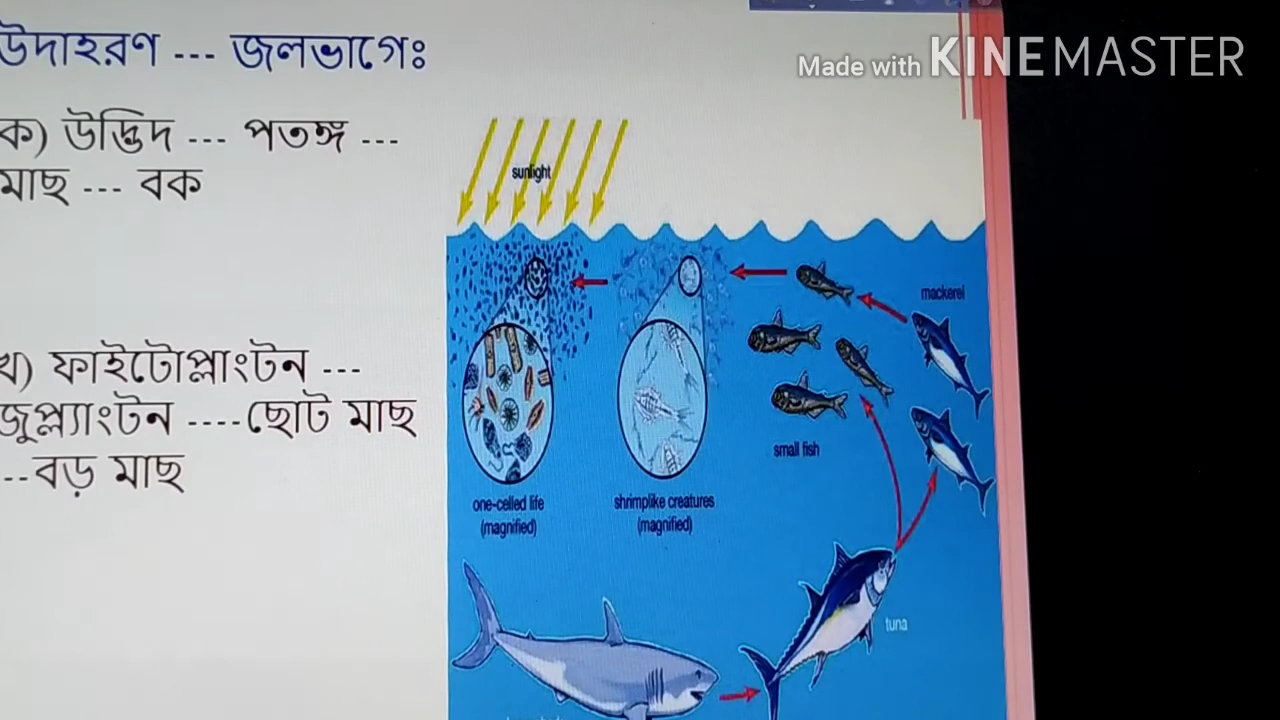 উদাহরণ --- জলভাগেঃ
Made with KINEMASTER
ক) উদ্ভিদ --- পতঙ্গ ---
মাছ --- বক
sunlight
mackerel
খ) ফাইটোপ্লাংটন ---
জুপ্ল্যাংটন ----ছোট মাছ
--বড় মাছ
small fish
one-celled life
(magnified)
shrimplike creatures
(magnified)
tuna